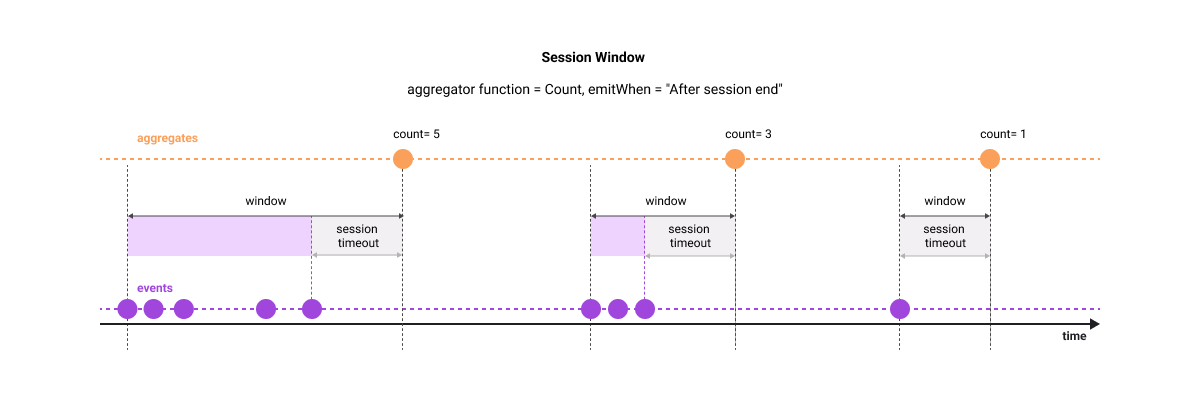 Session Window
aggregator function = Count, emitWhen = "After session end"
aggregates
count= 5
count= 3
count= 1
window
window
window
session
timeout
session
timeout
session
timeout
events
time